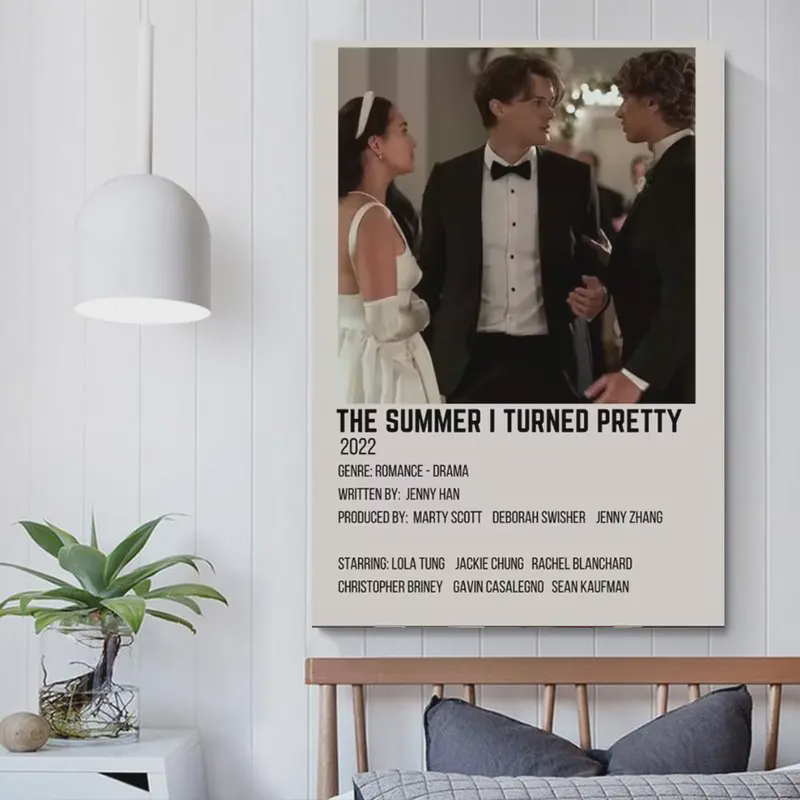 THE SUMMER I TURNED PRETTY
2022
GENRE: ROMANCE - DRAMA
WRITTEN BY: JENNY HAN
PRODUCED BY: MARTY SCOTT DEBORAH SWISHER JENNY ZHANG
STARRING: LOLA TUNG JACKIE CHUNG RACHEL BLANCHARD
CHRISTOPHER BRINEY GAVIN CASALEGNO SEAN KAUFMAN